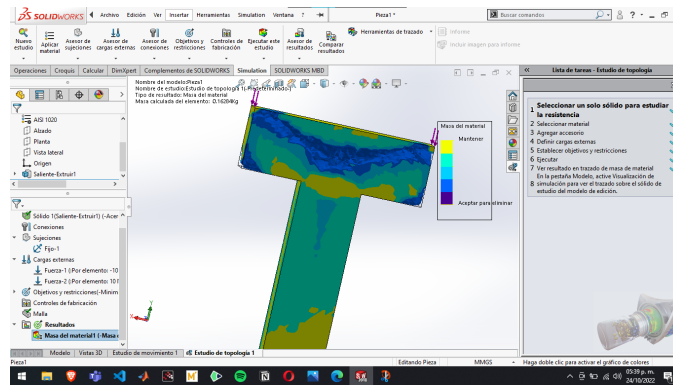 SOLIDWORKS Archivo Edición Ver Insertar Herramientas Simulation Ventana ? Pieza1 * Buscar comandos
Nuevo estudio
Aplicar material
Asesor de sujeciones
Asesor de cargas externas
Asesor de conexiones
Objetivos y restricciones
Controles de fabricación
Ejecutar este estudio
Asesor de resultados
Comparar resultados
Herramientas de trazado
Informe
Incluir imagen para informe
Operaciones Croquis Calcular DimXpert Complementos de SOLIDWORKS Simulation SOLIDWORKS MBD
Lista de tareas - Estudio de topología
Nombre del modelo:Pieza1
Nombre de estudio:Estudio de topología 1(-Predeterminado-)
Tipo de resultado: Masa del material
Masa calculada del elemento: 0.16204Kg
AISI 1020
Alzado
Planta
Vista lateral
Origen
Saliente-Extruir1
Masa del material
Mantener
Aceptar para eliminar
1 Seleccionar un solo sólido para estudiar la resistencia
2 Seleccionar material
3 Agregar accesorio
4 Definir cargas externas
5 Establecer objetivos y restricciones
6 Ejecutar
7 Ver resultado en trazado de masa de material
En la pestaña Modelo, active Visualización de
8 simulación para ver el trazado sobre el sólido de
estudio del modelo de edición.
Sólido 1(Saliente-Extruir1) (-Acer
Conexiones
Sujeciones
Fijo-1
Cargas externas
Fuerza-1 (:Por elemento: -10
Fuerza-2 (:Por elemento: 10 l
Objetivos y restricciones(-Minim
Controles de fabricación
Malla
Resultados
Masa del material1 (-Masa
Modelo Vistas 3D Estudio de movimiento 1 Estudio de topología 1
Pieza1 Editando Pieza MMGS Haga doble clic para activar el gráfico de colores
05:39 p. m.
24/10/2022